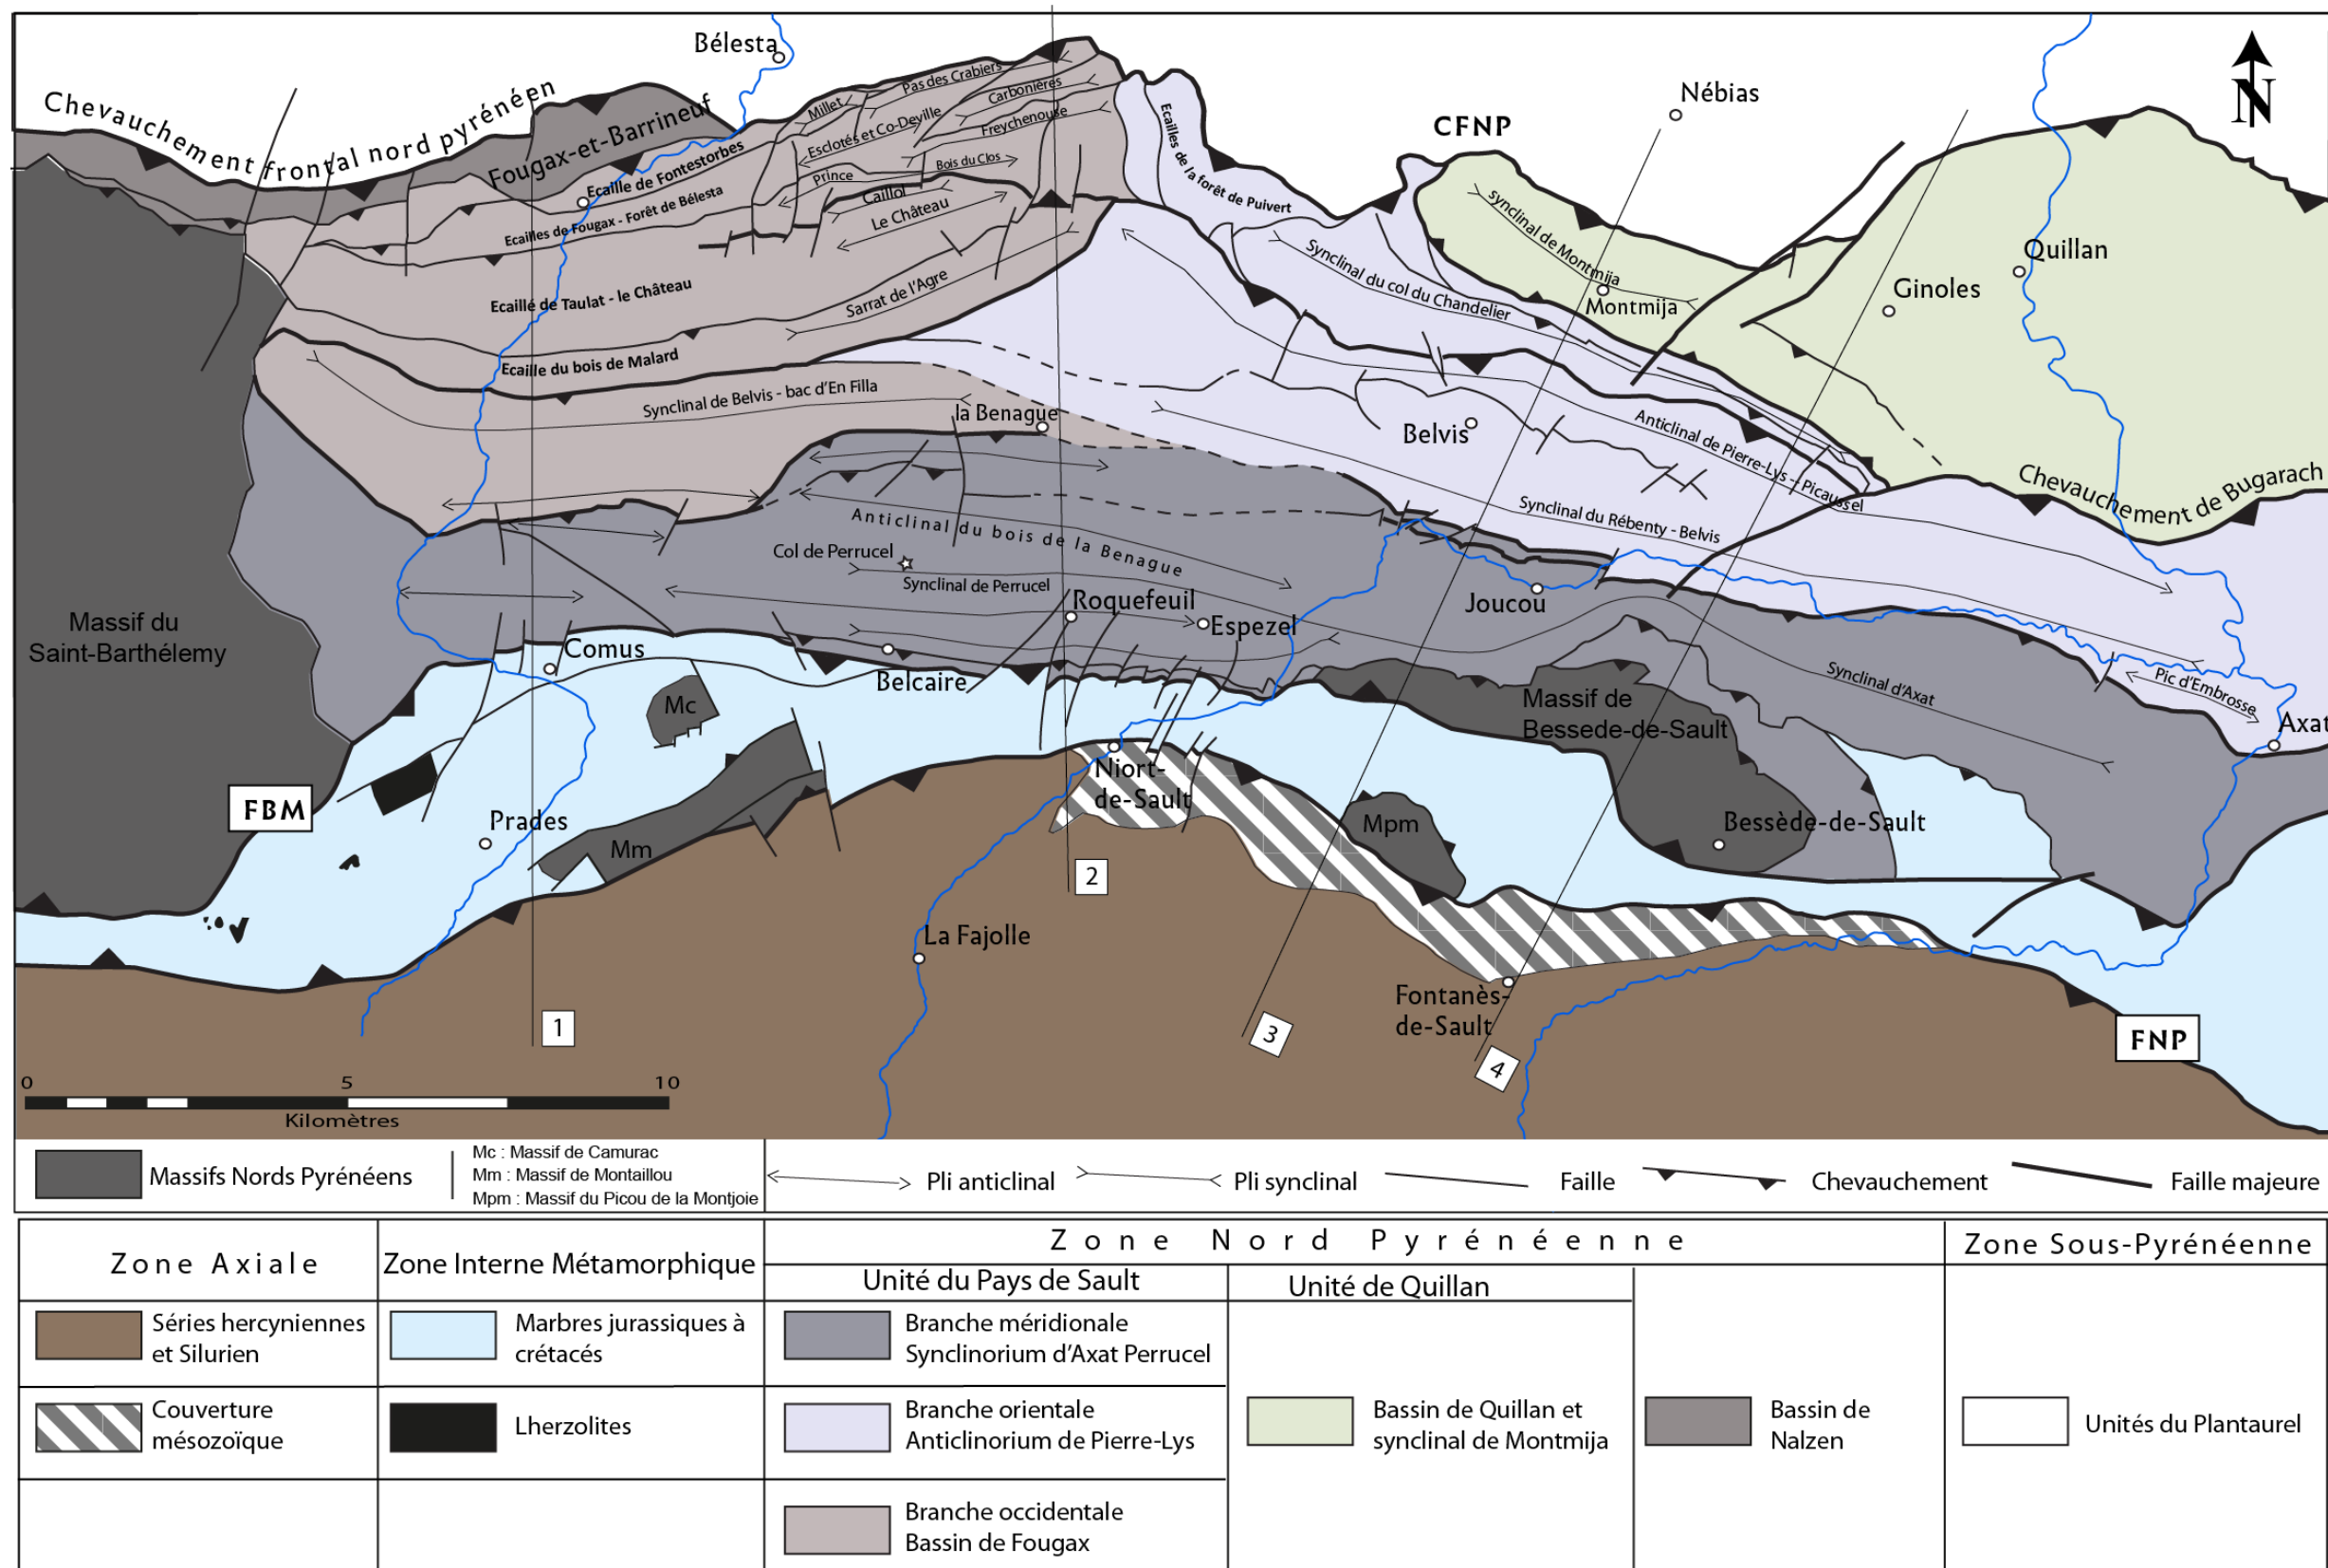 Bélesta
Chevauchement frontal nord pyrénéen
Fougax-et-Barrineuf
Pas des Crabiers
Millet
Carbonières
Esclotés et Co-Deville
Freychenouse
Bois du Clos
Prince
Caillol
Le Château
Ecaille de Fontestorbes
Ecailles de Fougax - Forêt de Bélesta
Ecaille de Taulat - le Château
Sarrat de l'Agre
Ecaille du bois de Malard
Synclinal de Belvis - bac d'En Filla
la Benague
Ecailles de la forêt de Puivert
CFNP
Nébias
N
Synclinal de Montmija
Montmija
Synclinal du col du Chandelier
Quillan
Ginoles
Belvis
Anticlinal de Pierre-Lys - Picaussel
Chevauchement de Bugarach
Synclinal du Rébenty - Belvis
Anticlinal du bois de la Benague
Col de Perrucel
Synclinal de Perrucel
Roquefeuil
Espezel
Joucou
Massif du
Saint-Barthélemy
Comus
Belcaire
Mc
Massif de
Bessede-de-Sault
Synclinal d'Axat
Pic d'Embrosse
Axat
Niort-
de-Sault
FBM
Prades
Mm
Mpm
Bessède-de-Sault
2
La Fajolle
Fontanès-
de-Sault
1
3
4
FNP
0 5 10
Kilomètres
Massifs Nords Pyrénéens
Mc : Massif de Camurac
Mm : Massif de Montaillou
Mpm : Massif du Picou de la Montjoie
Pli anticlinal
Pli synclinal
Faille
Chevauchement
Faille majeure
Zone Axiale
Zone Interne Métamorphique
Zone Nord Pyrénéenne
Zone Sous-Pyrénéenne
Unité du Pays de Sault
Unité de Quillan
Séries hercyniennes
et Silurien
Marbres jurassiques à
crétacés
Branche méridionale
Synclinorium d'Axat Perrucel
Couverture
mésozoïque
Lherzolites
Branche orientale
Anticlinorium de Pierre-Lys
Bassin de Quillan et
synclinal de Montmija
Bassin de
Nalzen
Unités du Plantaurel
Branche occidentale
Bassin de Fougax